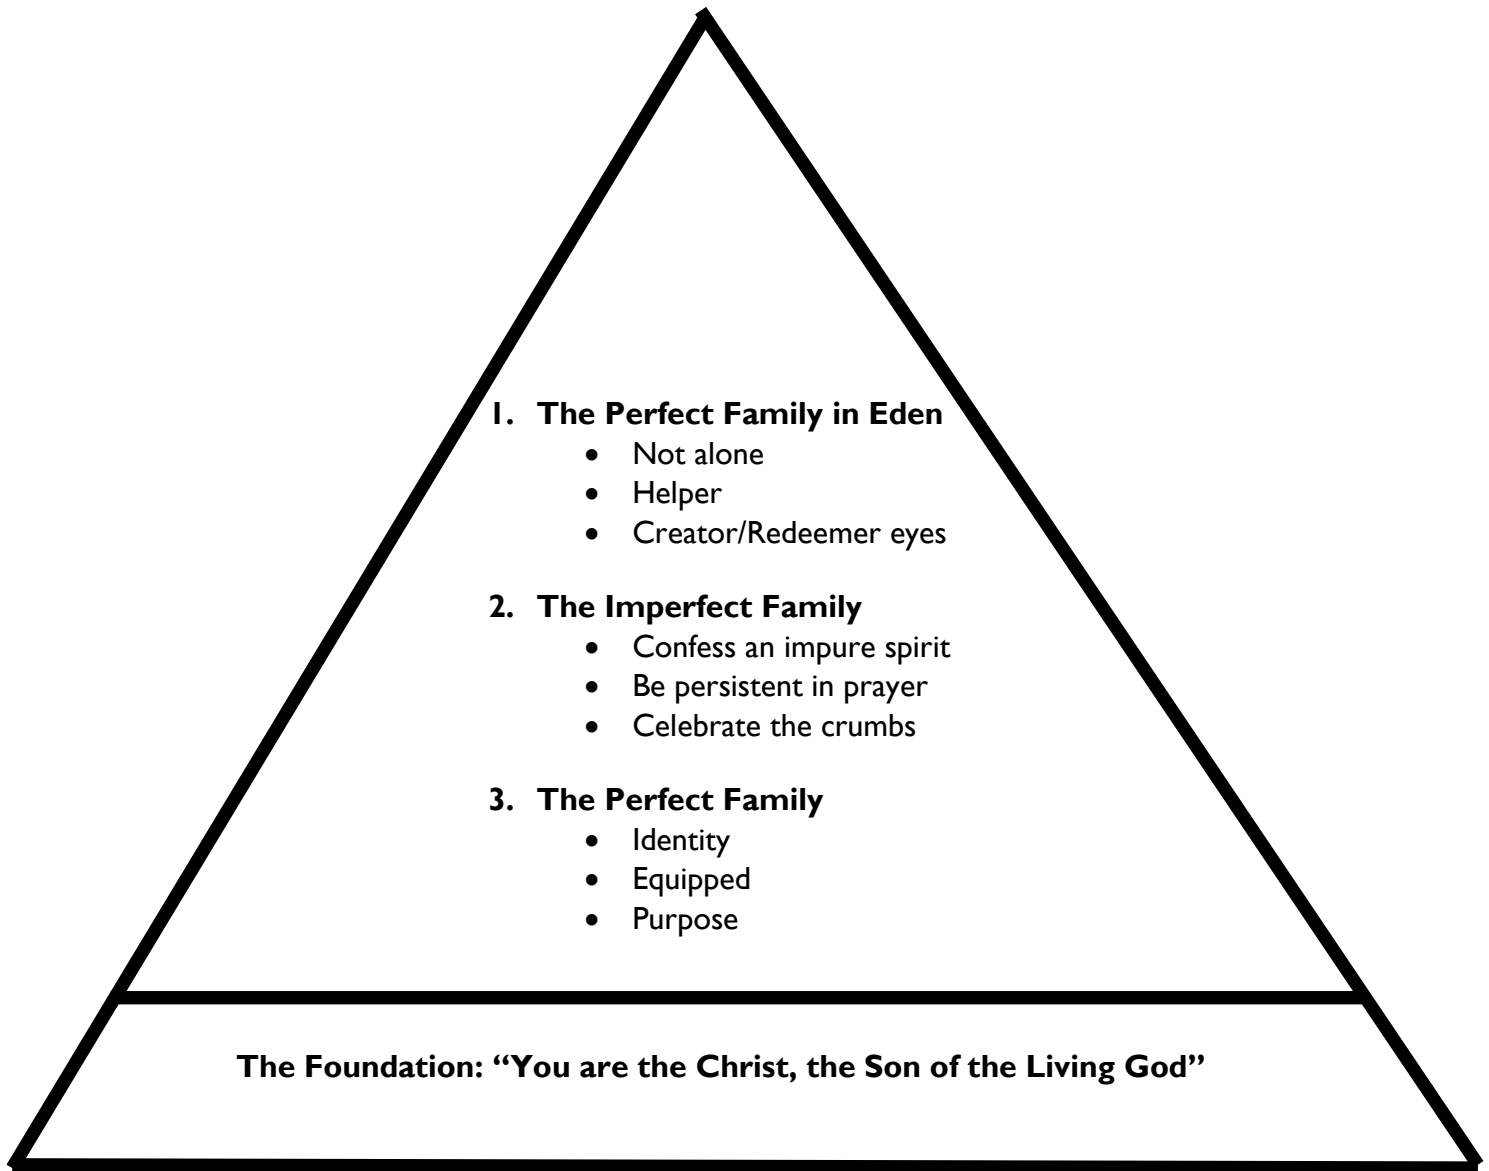 1. The Perfect Family in Eden
• Not alone
• Helper
• Creator/Redeemer eyes
2. The Imperfect Family
• Confess an impure spirit
• Be persistent in prayer
• Celebrate the crumbs
3. The Perfect Family
• Identity
• Equipped
• Purpose
The Foundation: “You are the Christ, the Son of the Living God”